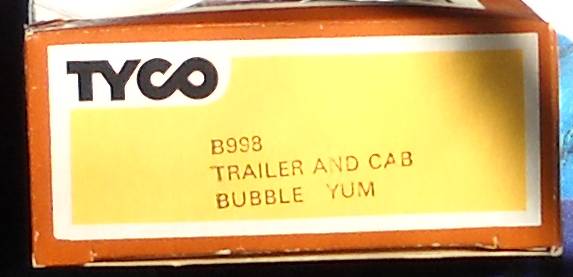 TYCO
B998
TRAILER AND CAB
BUBBLE YUM